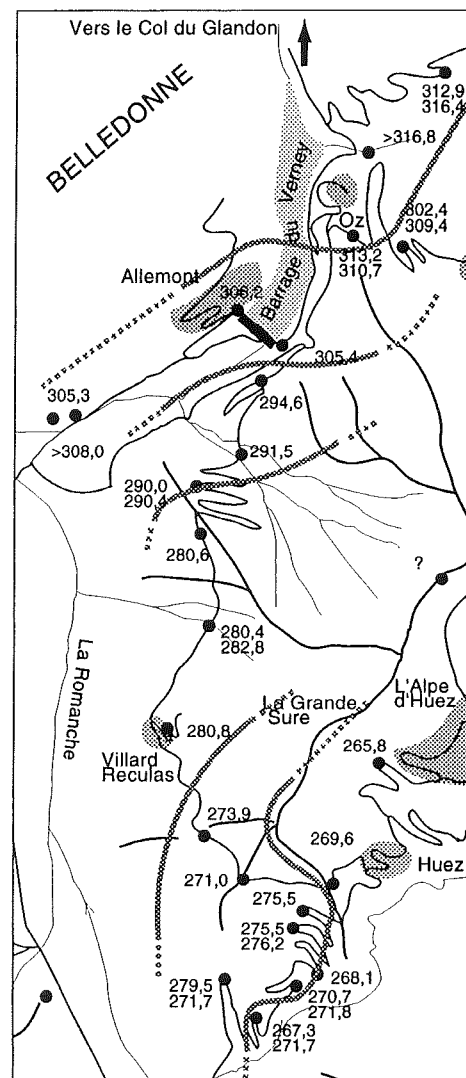 Vers le Col du Glandon
BELLEDONNE
312,9
316,4
>316,8
Barrage du Verney
Oz
302,4
309,4
313,2
310,7
Allemont
306,2
305,4
305,3
294,6
>308,0
291,5
290,0
290,4
280,6
?
280,4
282,8
La Romanche
L'Alpe
d'Huez
La Grande
Sure
280,8
265,8
Villard
Reculas
273,9
269,6
Huez
271,0
275,5
275,5
276,2
268,1
279,5
271,7
270,7
271,8
267,3
271,7